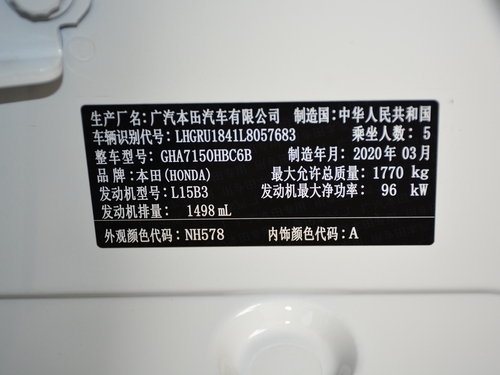 生产厂名：广汽本田汽车有限公司 制造国：中华人民共和国
车辆识别代号：LHGRU1841L8057683 乘坐人数：5
整车型号：GHA7150HBC6B 制造年月：2020年03月
品牌：本田(HONDA) 最大允许总质量：1770 kg
发动机型号：L15B3 发动机最大净功率：96 kW
发动机排量：1498 mL
外观颜色代码：NH578 内饰颜色代码：A